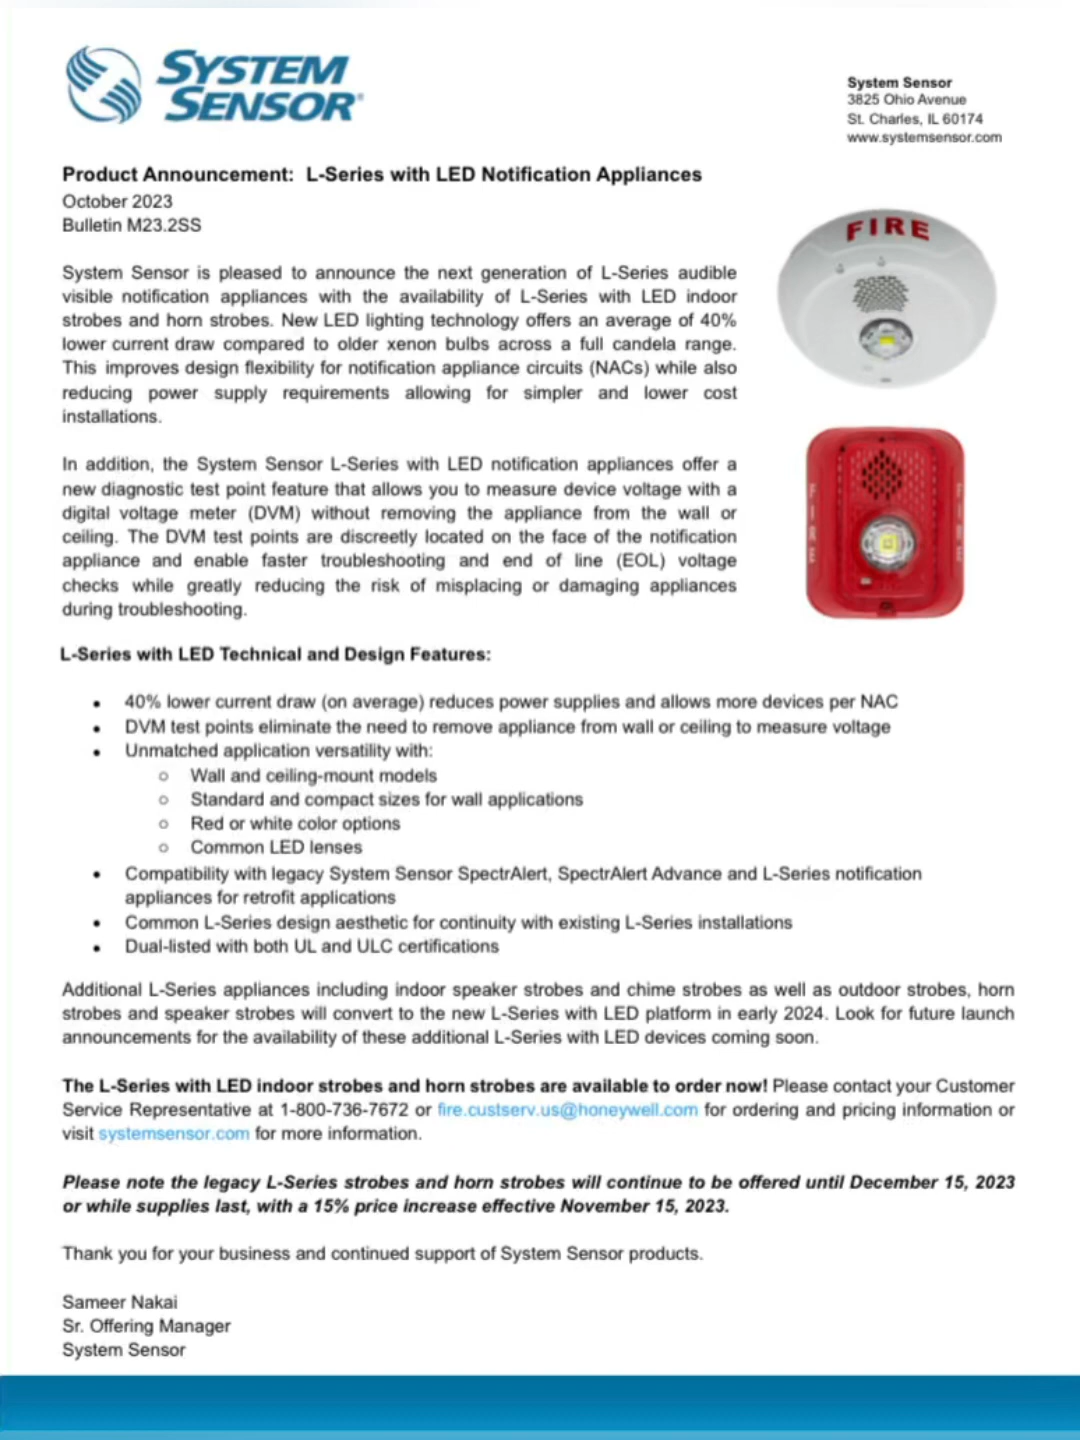 SYSTEM
SENSOR®
System Sensor
3825 Ohio Avenue
St. Charles, IL 60174
www.systemsensor.com
Product Announcement: L-Series with LED Notification Appliances
October 2023
Bulletin M23.2SS
System Sensor is pleased to announce the next generation of L-Series audible
visible notification appliances with the availability of L-Series with LED indoor
strobes and horn strobes. New LED lighting technology offers an average of 40%
lower current draw compared to older xenon bulbs across a full candela range.
This improves design flexibility for notification appliance circuits (NACs) while also
reducing power supply requirements allowing for simpler and lower cost
installations.
FIRE
In addition, the System Sensor L-Series with LED notification appliances offer a
new diagnostic test point feature that allows you to measure device voltage with a
digital voltage meter (DVM) without removing the appliance from the wall or
ceiling. The DVM test points are discreetly located on the face of the notification
appliance and enable faster troubleshooting and end of line (EOL) voltage
checks while greatly reducing the risk of misplacing or damaging appliances
during troubleshooting.
FIRE
FIRE
L-Series with LED Technical and Design Features:
• 40% lower current draw (on average) reduces power supplies and allows more devices per NAC
• DVM test points eliminate the need to remove appliance from wall or ceiling to measure voltage
• Unmatched application versatility with:
o Wall and ceiling-mount models
o Standard and compact sizes for wall applications
o Red or white color options
o Common LED lenses
• Compatibility with legacy System Sensor SpectrAlert, SpectrAlert Advance and L-Series notification
appliances for retrofit applications
• Common L-Series design aesthetic for continuity with existing L-Series installations
• Dual-listed with both UL and ULC certifications
Additional L-Series appliances including indoor speaker strobes and chime strobes as well as outdoor strobes, horn
strobes and speaker strobes will convert to the new L-Series with LED platform in early 2024. Look for future launch
announcements for the availability of these additional L-Series with LED devices coming soon.
The L-Series with LED indoor strobes and horn strobes are available to order now! Please contact your Customer
Service Representative at 1-800-736-7672 or fire.custserv.us@honeywell.com for ordering and pricing information or
visit systemsensor.com for more information.
Please note the legacy L-Series strobes and horn strobes will continue to be offered until December 15, 2023
or while supplies last, with a 15% price increase effective November 15, 2023.
Thank you for your business and continued support of System Sensor products.
Sameer Nakai
Sr. Offering Manager
System Sensor